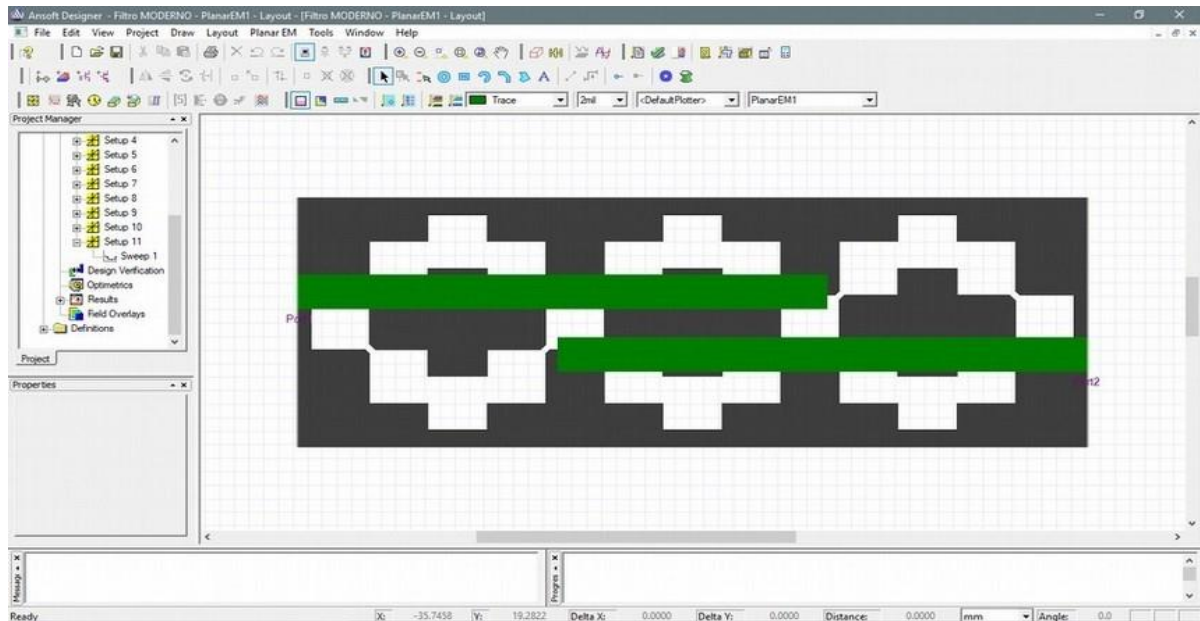 Ansoft Designer - Filtro MODERNO - PlanarEM1 - Layout - [Filtro MODERNO - PlanarEM1 - Layout]
File Edit View Project Draw Layout Planar EM Tools Window Help
Trace 2mil <DefaultPlotter> PlanarEM1
Project Manager
Setup 4
Setup 5
Setup 6
Setup 7
Setup 8
Setup 9
Setup 10
Setup 11
Sweep 1
Design Verification
Optimetrics
Results
Field Overlays
Definitions
Project
Properties
Ready X: -35.7458 Y: 19.2822 Delta X: 0.0000 Delta Y: 0.0000 Distance: 0.0000 mm Angle: 0.0